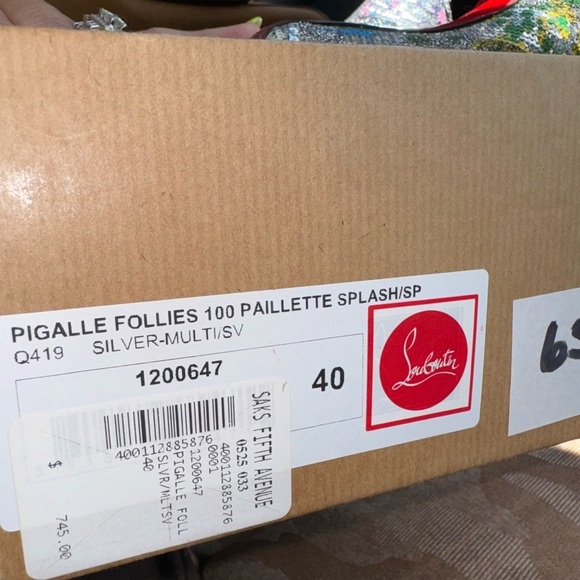 PIGALLE FOLLIES 100 PAILLETTE SPLASH/SP
Q419 SILVER-MULTI/SV
1200647
40
Louboutin
SAKS FIFTH AVENUE
0525 033
0001
400112885876
400112885876
1200647
PIGALLE FOLL
SLVR/MLTSV
40
$ 745.00